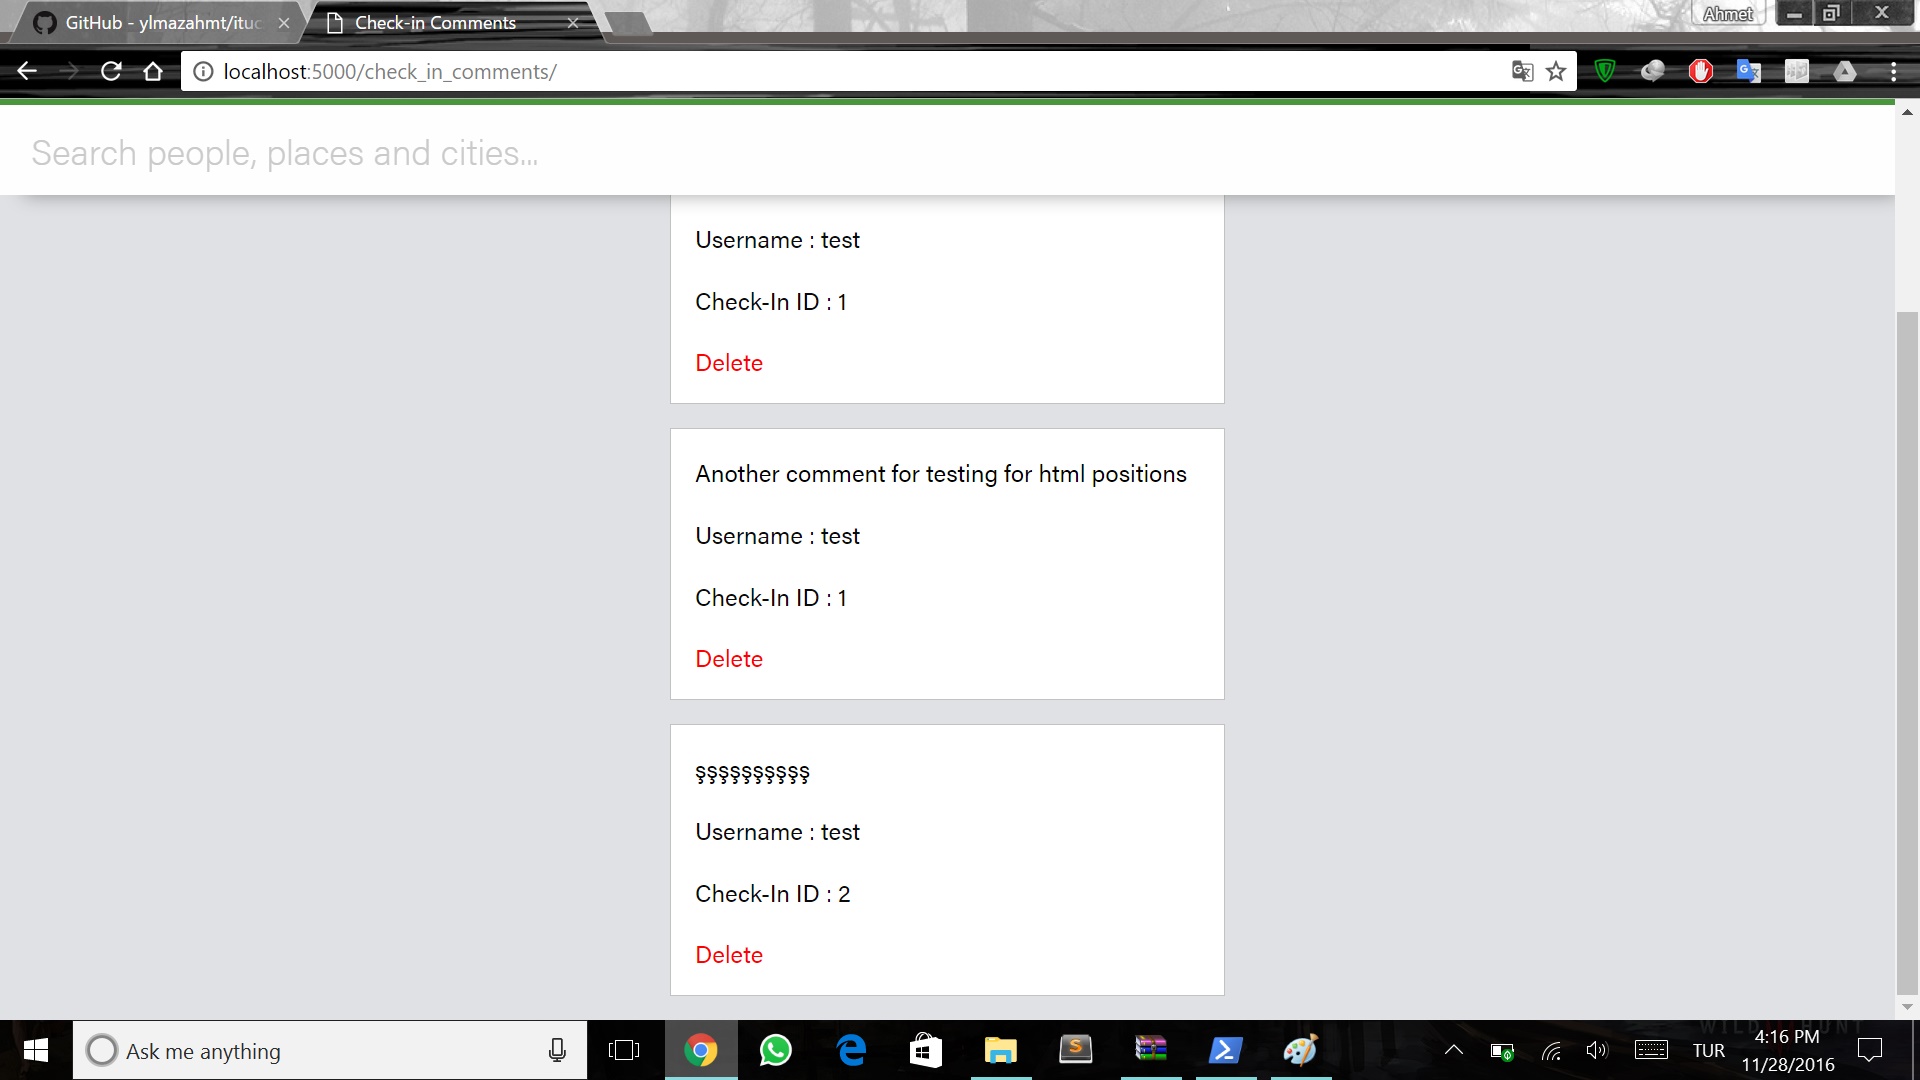 GitHub - ylmazahmt/ituc
Check-in Comments
Ahmet
localhost:5000/check_in_comments/
Search people, places and cities...
Username : test
Check-In ID : 1
Delete
Another comment for testing for html positions
Username : test
Check-In ID : 1
Delete
şşşşşşşşşş
Username : test
Check-In ID : 2
Delete
Ask me anything
TUR
4:16 PM
11/28/2016